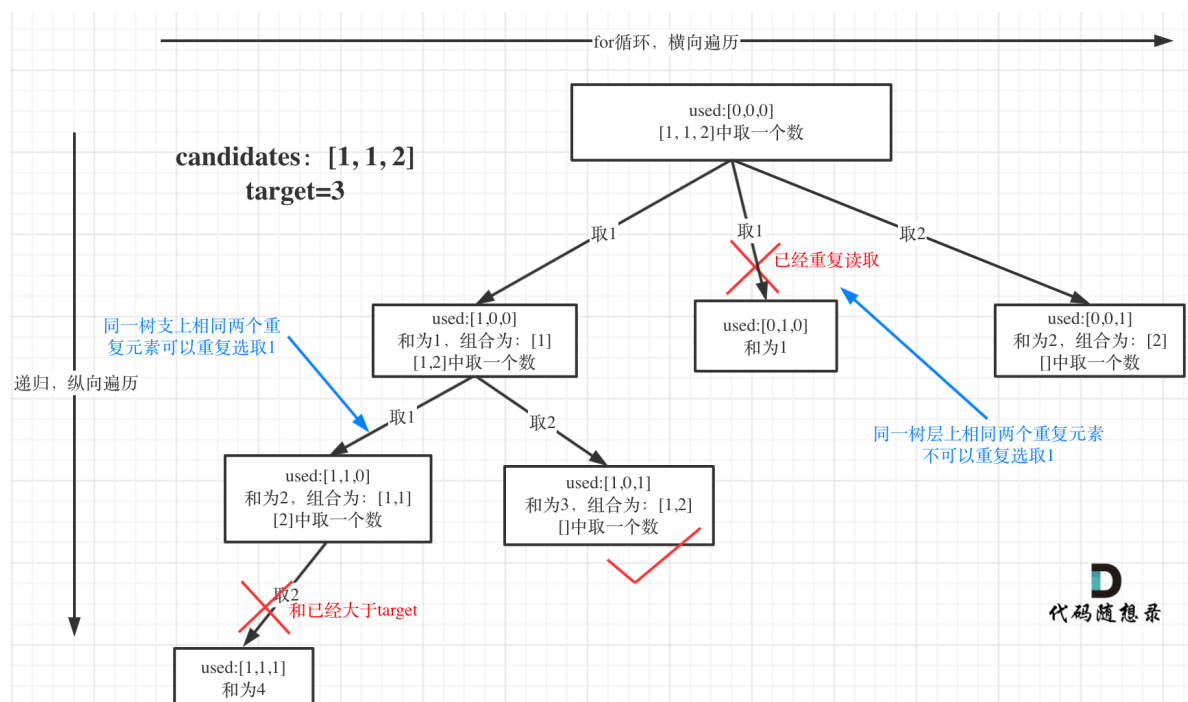 for循环，横向遍历
used:[0,0,0]
[1, 1, 2]中取一个数
candidates：[1, 1, 2]
target=3
取1
取1
取2
已经重复读取
used:[1,0,0]
和为1，组合为：[1]
[1,2]中取一个数
used:[0,1,0]
和为1
used:[0,0,1]
和为2，组合为：[2]
[]中取一个数
同一树支上相同两个重
复元素可以重复选取1
递归，纵向遍历
取1
取2
同一树层上相同两个重复元素
不可以重复选取1
used:[1,1,0]
和为2，组合为：[1,1]
[2]中取一个数
used:[1,0,1]
和为3，组合为：[1,2]
[]中取一个数
取2
和已经大于target
代码随想录
used:[1,1,1]
和为4